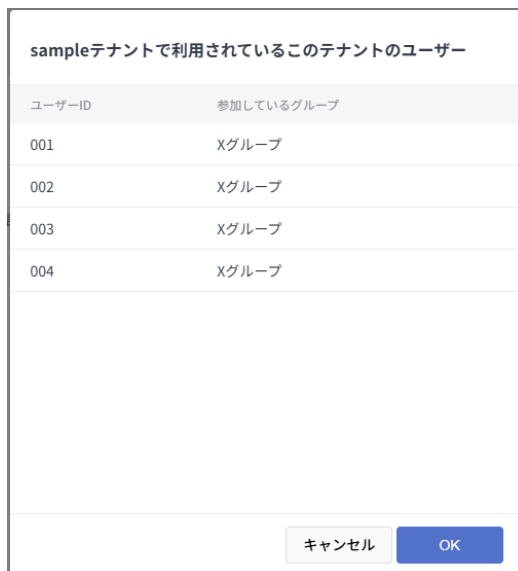 sampleテナントで利用されているこのテナントのユーザー
ユーザーID 参加しているグループ
001 Xグループ
002 Xグループ
003 Xグループ
004 Xグループ
キャンセル OK